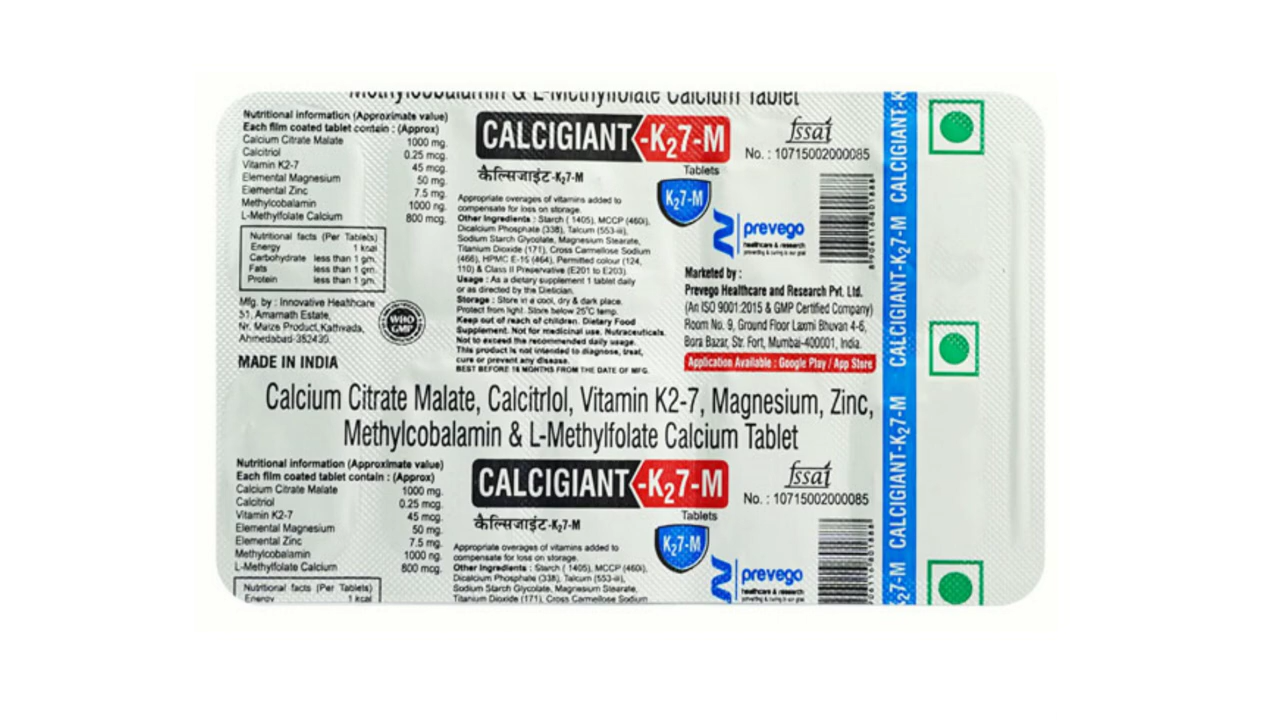 Methylcobalamin & L-Methylfolate Calcium Tablet
Nutritional information (Approximate value)
Each film coated tablet contain : (Approx)
Calcium Citrate Malate 1000 mg.
Calcitriol 0.25 mcg.
Vitamin K2-7 45 mcg.
Elemental Magnesium 50 mg.
Elemental Zinc 7.5 mg.
Methylcobalamin 1000 ng.
L-Methylfolate Calcium 800 mcg.
Nutritional facts (Per Tablets)
Energy 1 kcal
Carbohydrate less than 1 gm.
Fats less than 1 gm.
Protein less than 1 gm.
Mfg. by : Innovative Healthcare
51, Amarnath Estate,
Nr. Maize Product, Kathwada,
Ahmedabad-382430.
WHO
GMP
MADE IN INDIA
CALCIGIANT-K27-M
Tablets
कैल्सिजाइंट-K27-M
K27-M
Appropriate overages of vitamins added to
compensate for loss on storage.
Other Ingredients : Starch ( 1405), MCCP (460i),
Dicalcium Phosphate (338), Talcum (553-iii),
Sodium Starch Glycolate, Magnesium Stearate,
Titanium Dioxide (171), Cross Carmellose Sodium
(466), HPMC E-15 (464), Permitted colour (124,
110) & Class II Preservative (E201 to E203).
Usage : As a dietary supplement 1 tablet daily
or as directed by the Dietician.
Storage : Store in a cool, dry & dark place.
Protect from light. Store below 25°C temp.
Keep out of reach of children. Dietary Food
Supplement. Not for medicinal use. Nutraceuticals.
Not to exceed the recommended daily usage.
This product is not intended to diagnose, treat,
cure or prevent any disease.
BEST BEFORE 18 MONTHS FROM THE DATE OF MFG.
fssai
No. : 10715002000085
prevego
healthcare & research
preventing & curing is our goal
Marketed by :
Prevego Healthcare and Research Pvt. Ltd.
(An ISO 9001:2015 & GMP Certified Company)
Room No. 9, Ground Floor Laxmi Bhuvan 4-6,
Bora Bazar, Str. Fort, Mumbai-400001, India.
Application Available : Google Play / App Store
Calcium Citrate Malate, Calcitriol, Vitamin K2-7, Magnesium, Zinc,
Methylcobalamin & L-Methylfolate Calcium Tablet
Nutritional information (Approximate value)
Each film coated tablet contain : (Approx)
Calcium Citrate Malate 1000 mg.
Calcitriol 0.25 mcg.
Vitamin K2-7 45 mcg.
Elemental Magnesium 50 mg.
Elemental Zinc 7.5 mg.
Methylcobalamin 1000 ng.
L-Methylfolate Calcium 800 mcg.
Nutritional facts (Per Tablets)
Energy 1 kcal
CALCIGIANT-K27-M
Tablets
कैल्सिजाइंट-K27-M
K27-M
Appropriate overages of vitamins added to
compensate for loss on storage.
Other Ingredients : Starch ( 1405), MCCP (460i),
Dicalcium Phosphate (338), Talcum (553-iii),
Sodium Starch Glycolate, Magnesium Stearate,
Titanium Dioxide (171), Cross Carmellose Sodium
fssai
No. : 10715002000085
prevego
healthcare & research
preventing & curing is our goal
27-M CALCIGIANT-K27-M CALCIGIANT-K27-M CALCIGIANT-K